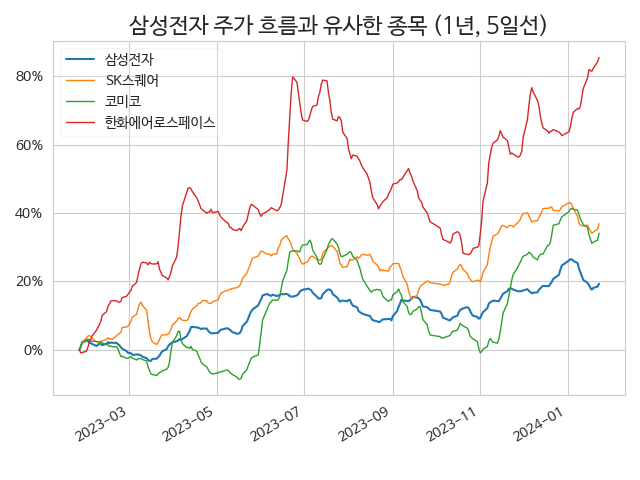 삼성전자 주가 흐름과 유사한 종목 (1년, 5일선)
삼성전자
SK스퀘어
코미코
한화에어로스페이스
80%
60%
40%
20%
0%
2023-03
2023-05
2023-07
2023-09
2023-11
2024-01